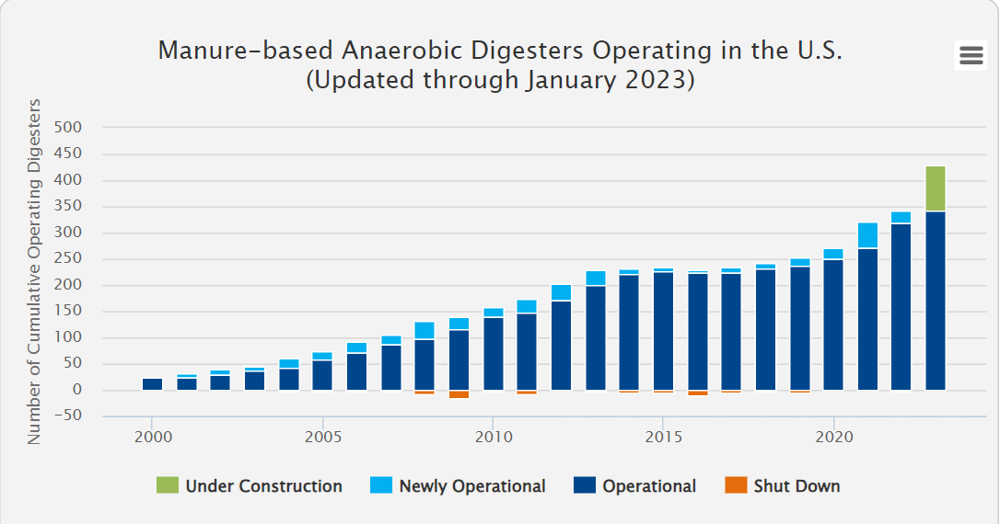 Manure-based Anaerobic Digesters Operating in the U.S.
(Updated through January 2023)
Number of Cumulative Operating Digesters
500
450
400
350
300
250
200
150
100
50
0
-50
2000 2005 2010 2015 2020
Under Construction Newly Operational Operational Shut Down